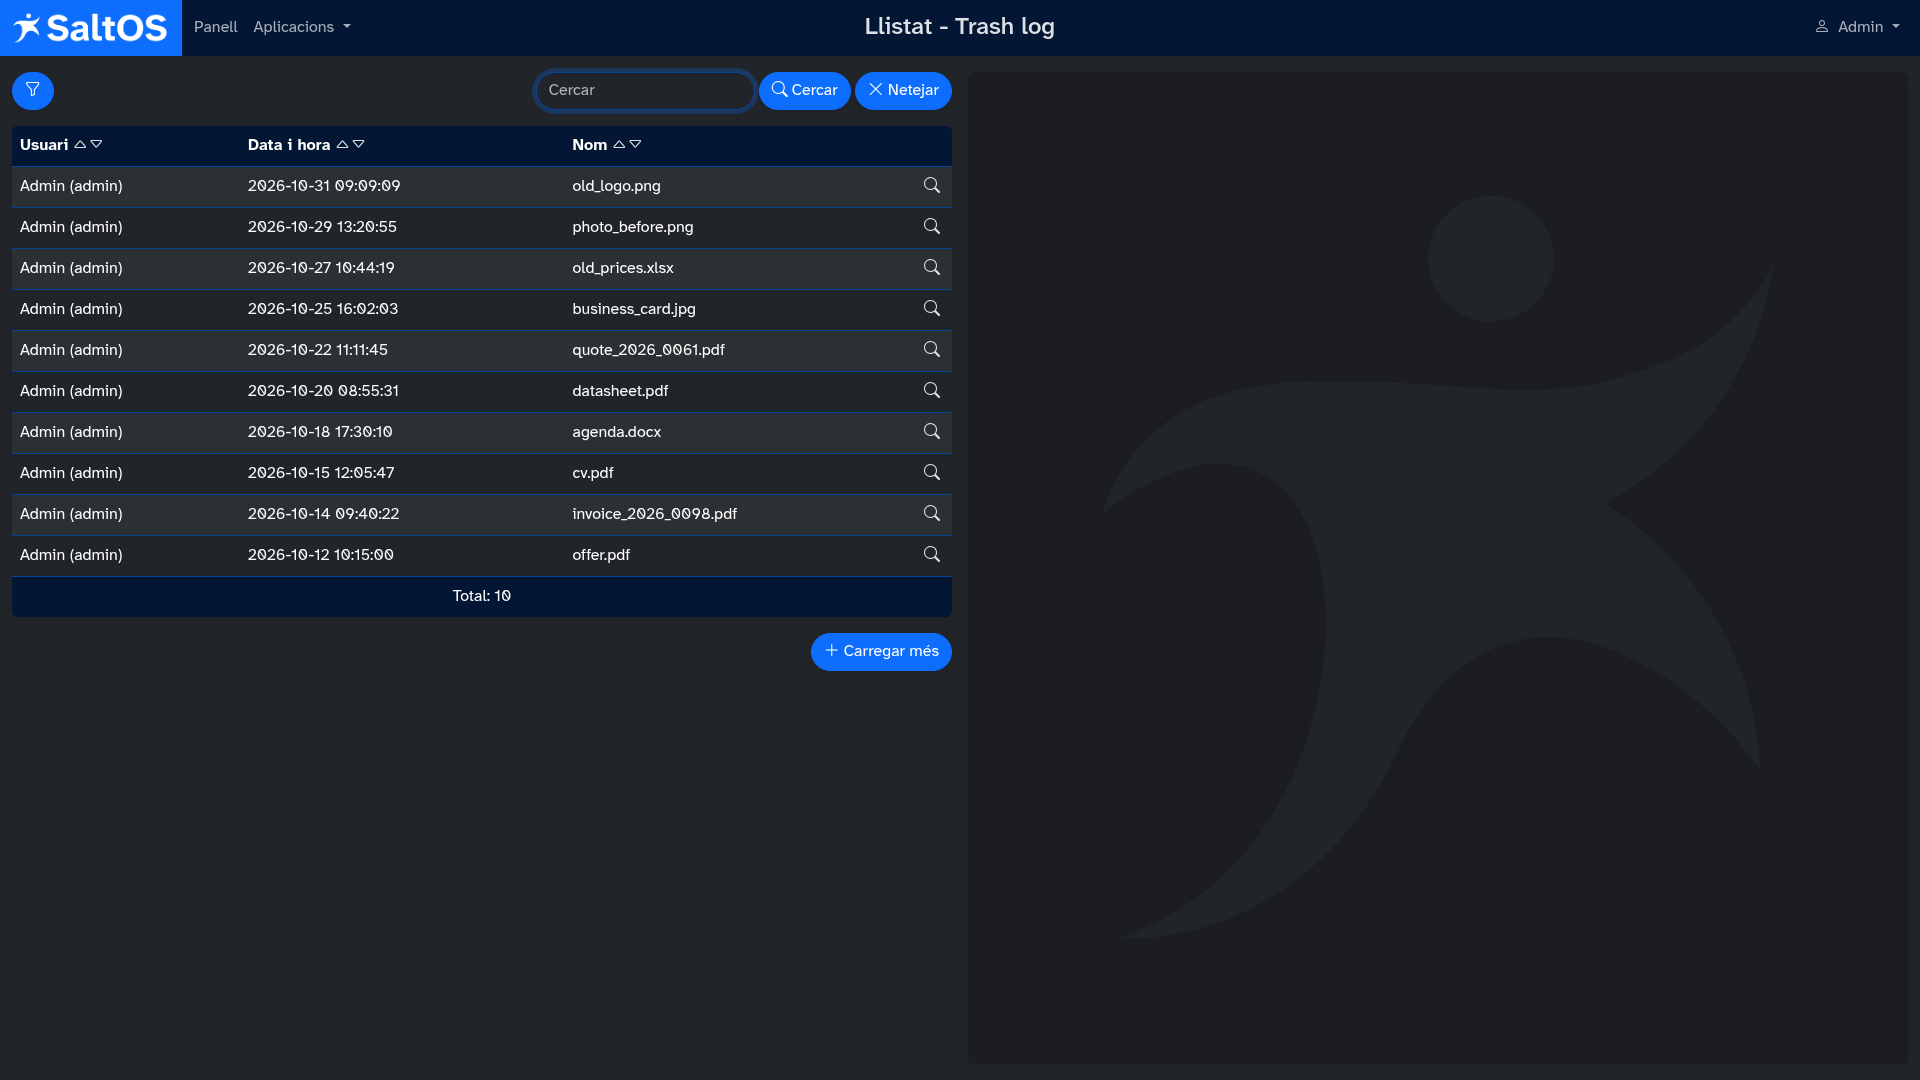 SaltOS Panell Aplicacions Llistat - Trash log Admin
Cercar Cercar Netejar
Usuari Data i hora Nom
Admin (admin) 2026-10-31 09:09:09 old_logo.png
Admin (admin) 2026-10-29 13:20:55 photo_before.png
Admin (admin) 2026-10-27 10:44:19 old_prices.xlsx
Admin (admin) 2026-10-25 16:02:03 business_card.jpg
Admin (admin) 2026-10-22 11:11:45 quote_2026_0061.pdf
Admin (admin) 2026-10-20 08:55:31 datasheet.pdf
Admin (admin) 2026-10-18 17:30:10 agenda.docx
Admin (admin) 2026-10-15 12:05:47 cv.pdf
Admin (admin) 2026-10-14 09:40:22 invoice_2026_0098.pdf
Admin (admin) 2026-10-12 10:15:00 offer.pdf
Total: 10
Carregar més